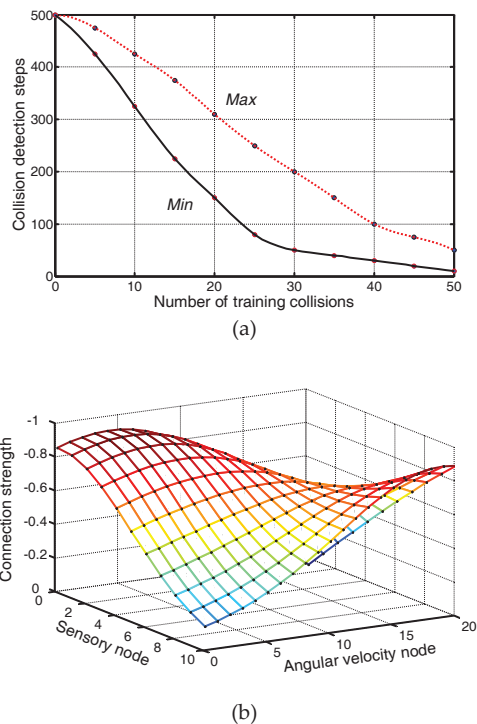 500
400
300
200
100
0
Collision detection steps
Max
Min
0 10 20 30 40 50
Number of training collisions
(a)
-1
-0.8
-0.6
-0.4
-0.2
0
Connection strength
0 2 4 6 8 10
Sensory node
0 5 10 15 20
Angular velocity node
(b)